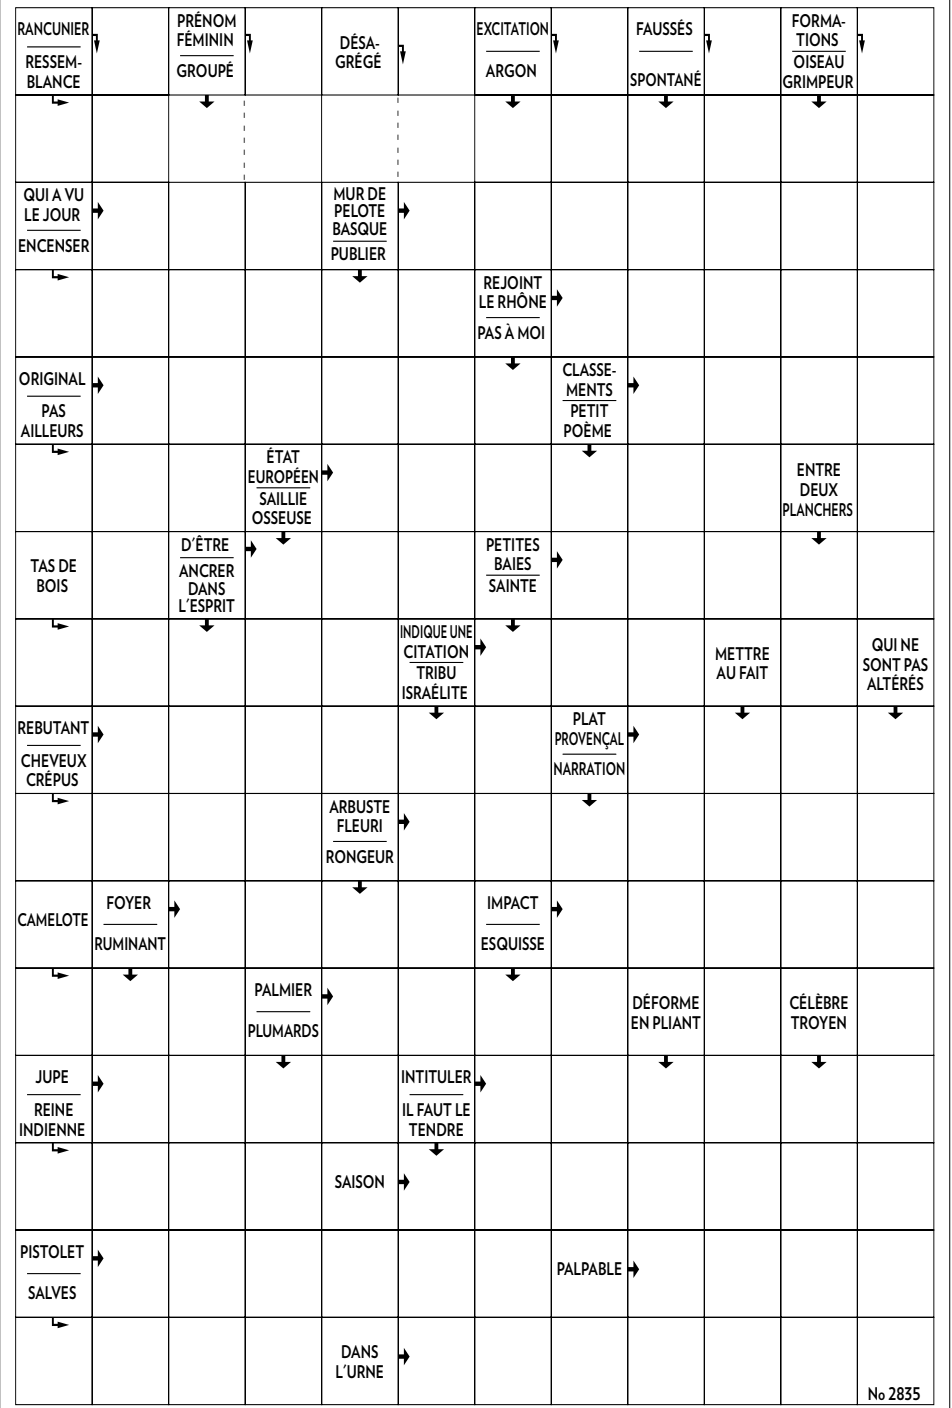 RANCUNIER
RESSEM-
BLANCE
PRÉNOM
FÉMININ
GROUPÉ
DÉSA-
GRÉGÉ
EXCITATION
ARGON
FAUSSÉS
SPONTANÉ
FORMA-
TIONS
OISEAU
GRIMPEUR
QUI A VU
LE JOUR
ENCENSER
MUR DE
PELOTE
BASQUE
PUBLIER
REJOINT
LE RHÔNE
PAS À MOI
ORIGINAL
PAS
AILLEURS
CLASSE-
MENTS
PETIT
POÈME
ÉTAT
EUROPÉEN
SAILLIE
OSSEUSE
ENTRE
DEUX
PLANCHERS
TAS DE
BOIS
D'ÊTRE
ANCRER
DANS
L'ESPRIT
PETITES
BAIES
SAINTE
INDIQUE UNE
CITATION
TRIBU
ISRAÉLITE
METTRE
AU FAIT
QUI NE
SONT PAS
ALTÉRÉS
REBUTANT
CHEVEUX
CRÉPUS
PLAT
PROVENÇAL
NARRATION
ARBUSTE
FLEURI
RONGEUR
CAMELOTE
FOYER
RUMINANT
IMPACT
ESQUISSE
PALMIER
PLUMARDS
DÉFORME
EN PLIANT
CÉLÈBRE
TROYEN
JUPE
REINE
INDIENNE
INTITULER
IL FAUT LE
TENDRE
SAISON
PISTOLET
SALVES
PALPABLE
DANS
L'URNE
No 2835